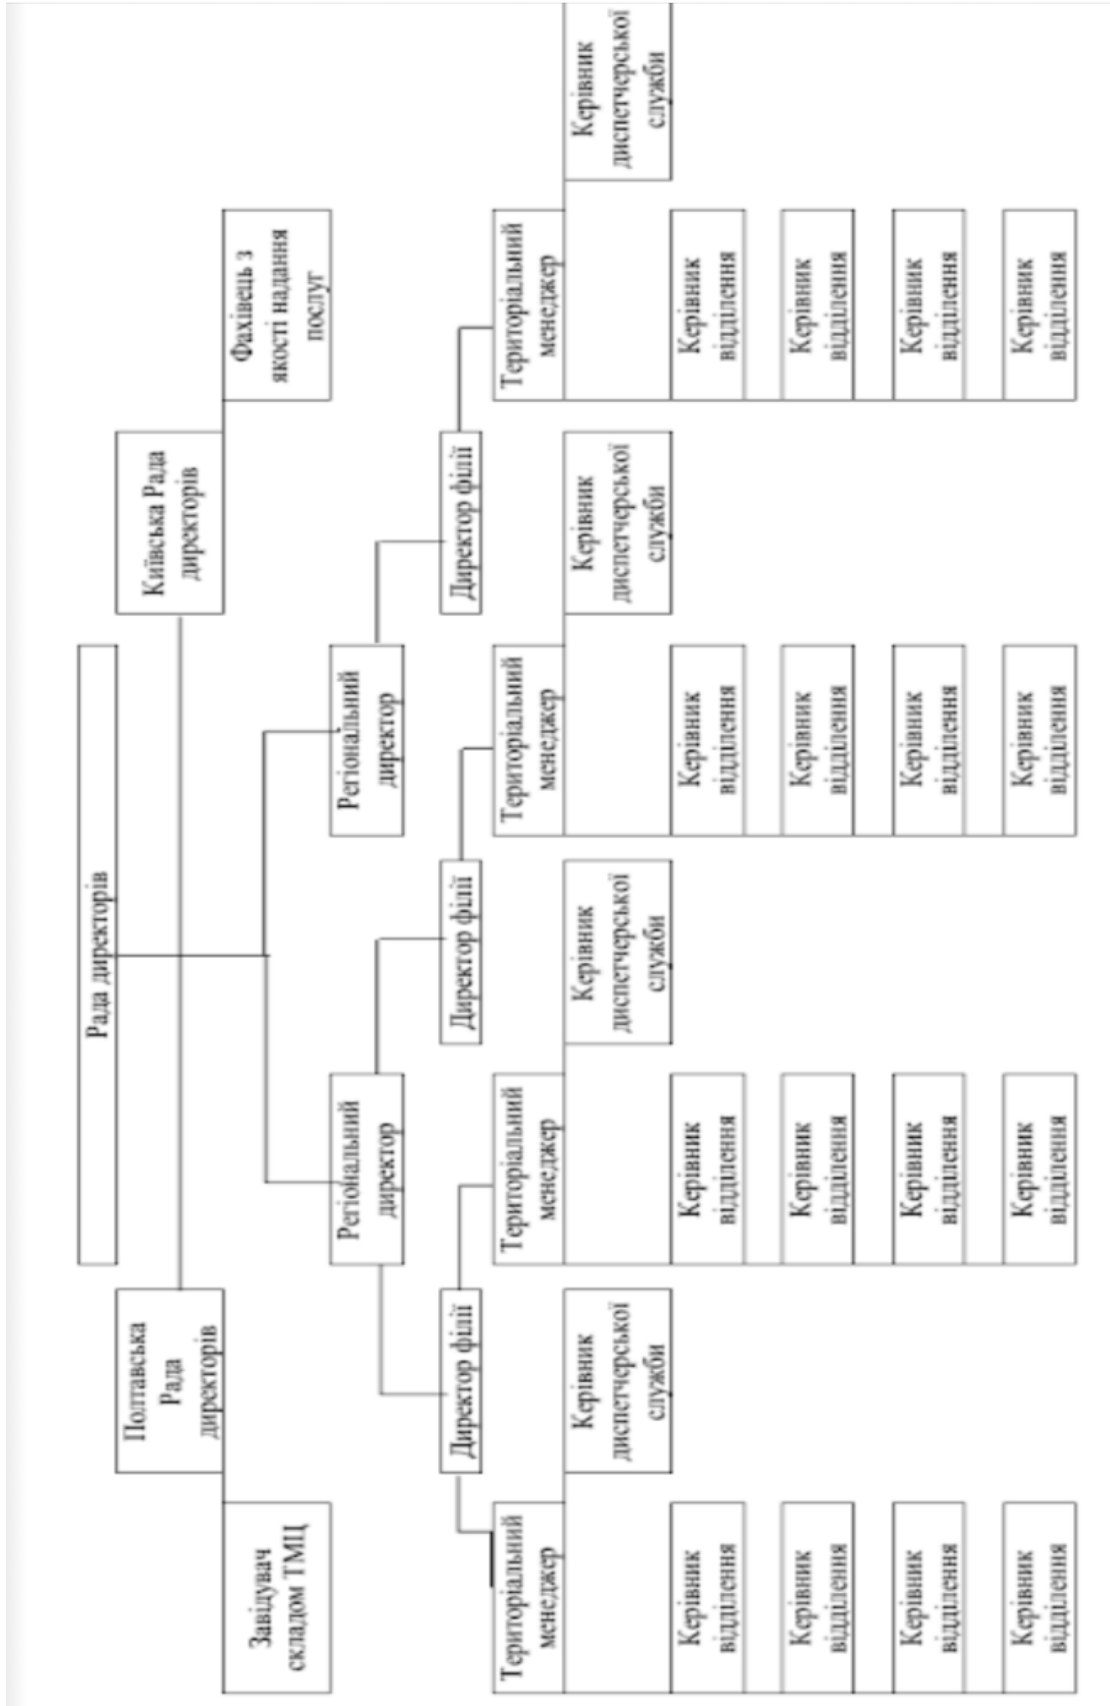 Рада директорів
Полтавська
Рада
директорів
Київська Рада
директорів
Завідувач
складом ТМЦ
Фахівець з
якості надання
послуг
Регіональний
директор
Регіональний
директор
Директор філії
Директор філії
Директор філії
Територіальний
менеджер
Територіальний
менеджер
Територіальний
менеджер
Територіальний
менеджер
Керівник
диспетчерської
служби
Керівник
диспетчерської
служби
Керівник
диспетчерської
служби
Керівник
диспетчерської
служби
Керівник
відділення
Керівник
відділення
Керівник
відділення
Керівник
відділення
Керівник
відділення
Керівник
відділення
Керівник
відділення
Керівник
відділення
Керівник
відділення
Керівник
відділення
Керівник
відділення
Керівник
відділення
Керівник
відділення
Керівник
відділення
Керівник
відділення
Керівник
відділення